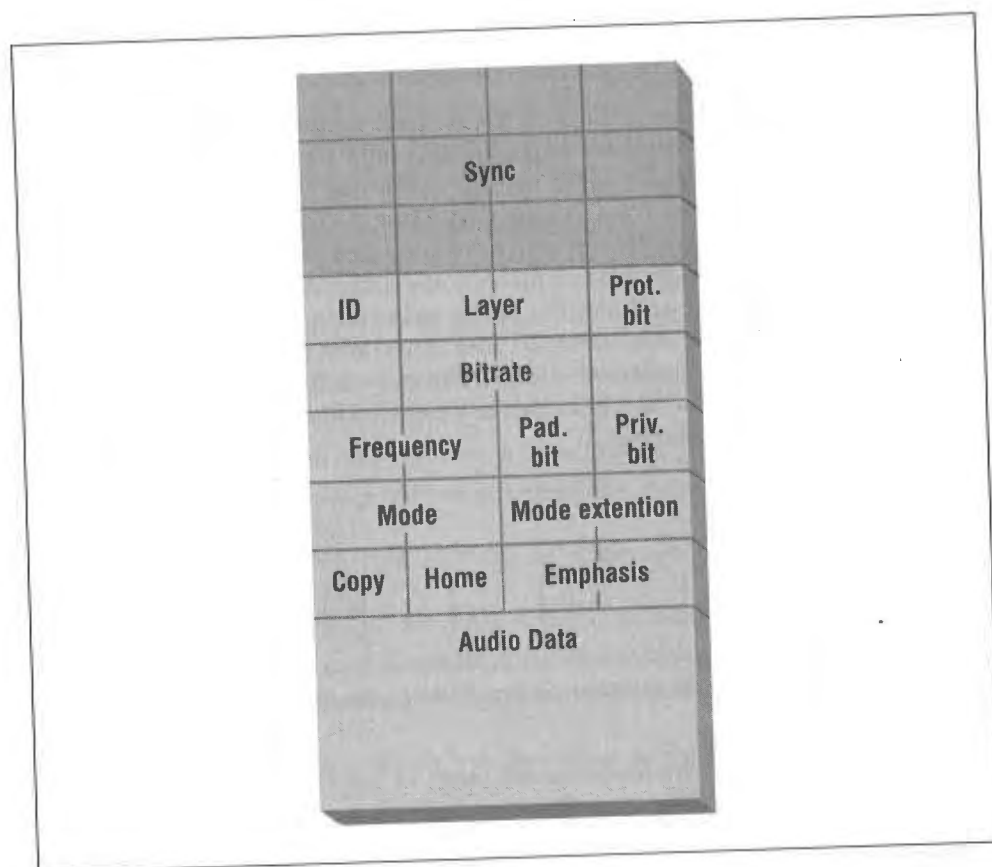 Sync
ID Layer Prot. bit
Bitrate
Frequency Pad. bit Priv. bit
Mode Mode extention
Copy Home Emphasis
Audio Data